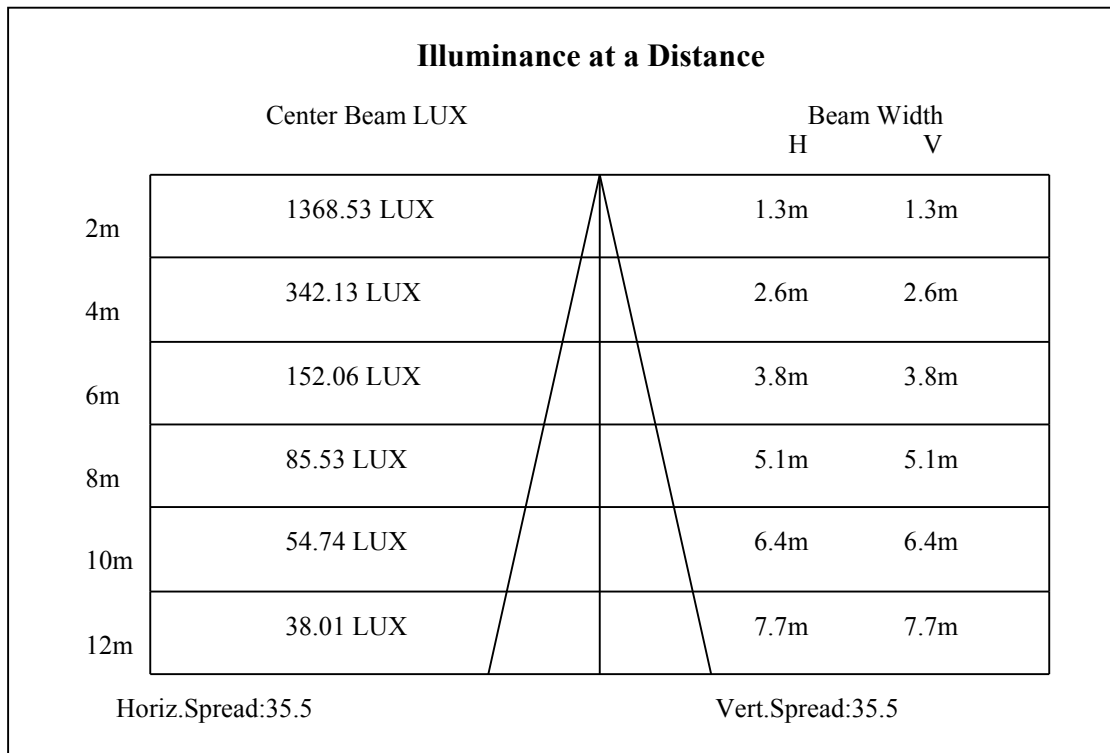 Illuminance at a Distance
Center Beam LUX Beam Width
H V
2m 1368.53 LUX 1.3m 1.3m
4m 342.13 LUX 2.6m 2.6m
6m 152.06 LUX 3.8m 3.8m
8m 85.53 LUX 5.1m 5.1m
10m 54.74 LUX 6.4m 6.4m
12m 38.01 LUX 7.7m 7.7m
Horiz.Spread:35.5 Vert.Spread:35.5